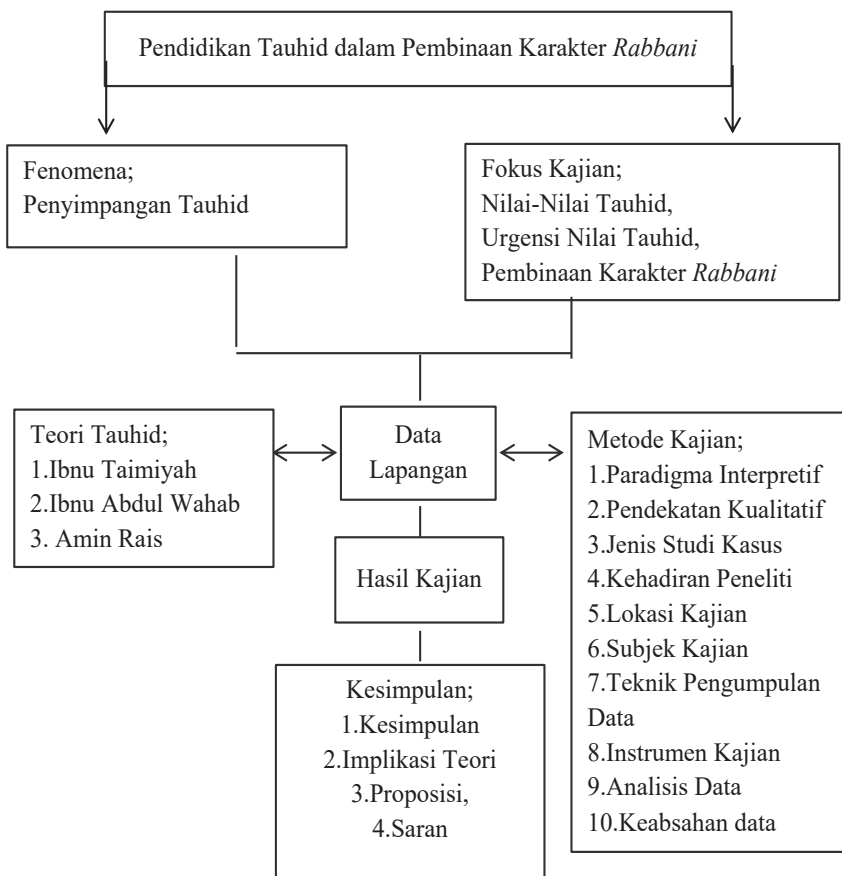 Pendidikan Tauhid dalam Pembinaan Karakter Rabbani
Fenomena;
Penyimpangan Tauhid
Fokus Kajian;
Nilai-Nilai Tauhid,
Urgensi Nilai Tauhid,
Pembinaan Karakter Rabbani
Teori Tauhid;
1.Ibnu Taimiyah
2.Ibnu Abdul Wahab
3. Amin Rais
Data
Lapangan
Metode Kajian;
1.Paradigma Interpretif
2.Pendekatan Kualitatif
3.Jenis Studi Kasus
4.Kehadiran Peneliti
5.Lokasi Kajian
6.Subjek Kajian
7.Teknik Pengumpulan
Data
8.Instrumen Kajian
9.Analisis Data
10.Keabsahan data
Hasil Kajian
Kesimpulan;
1.Kesimpulan
2.Implikasi Teori
3.Proposisi,
4.Saran